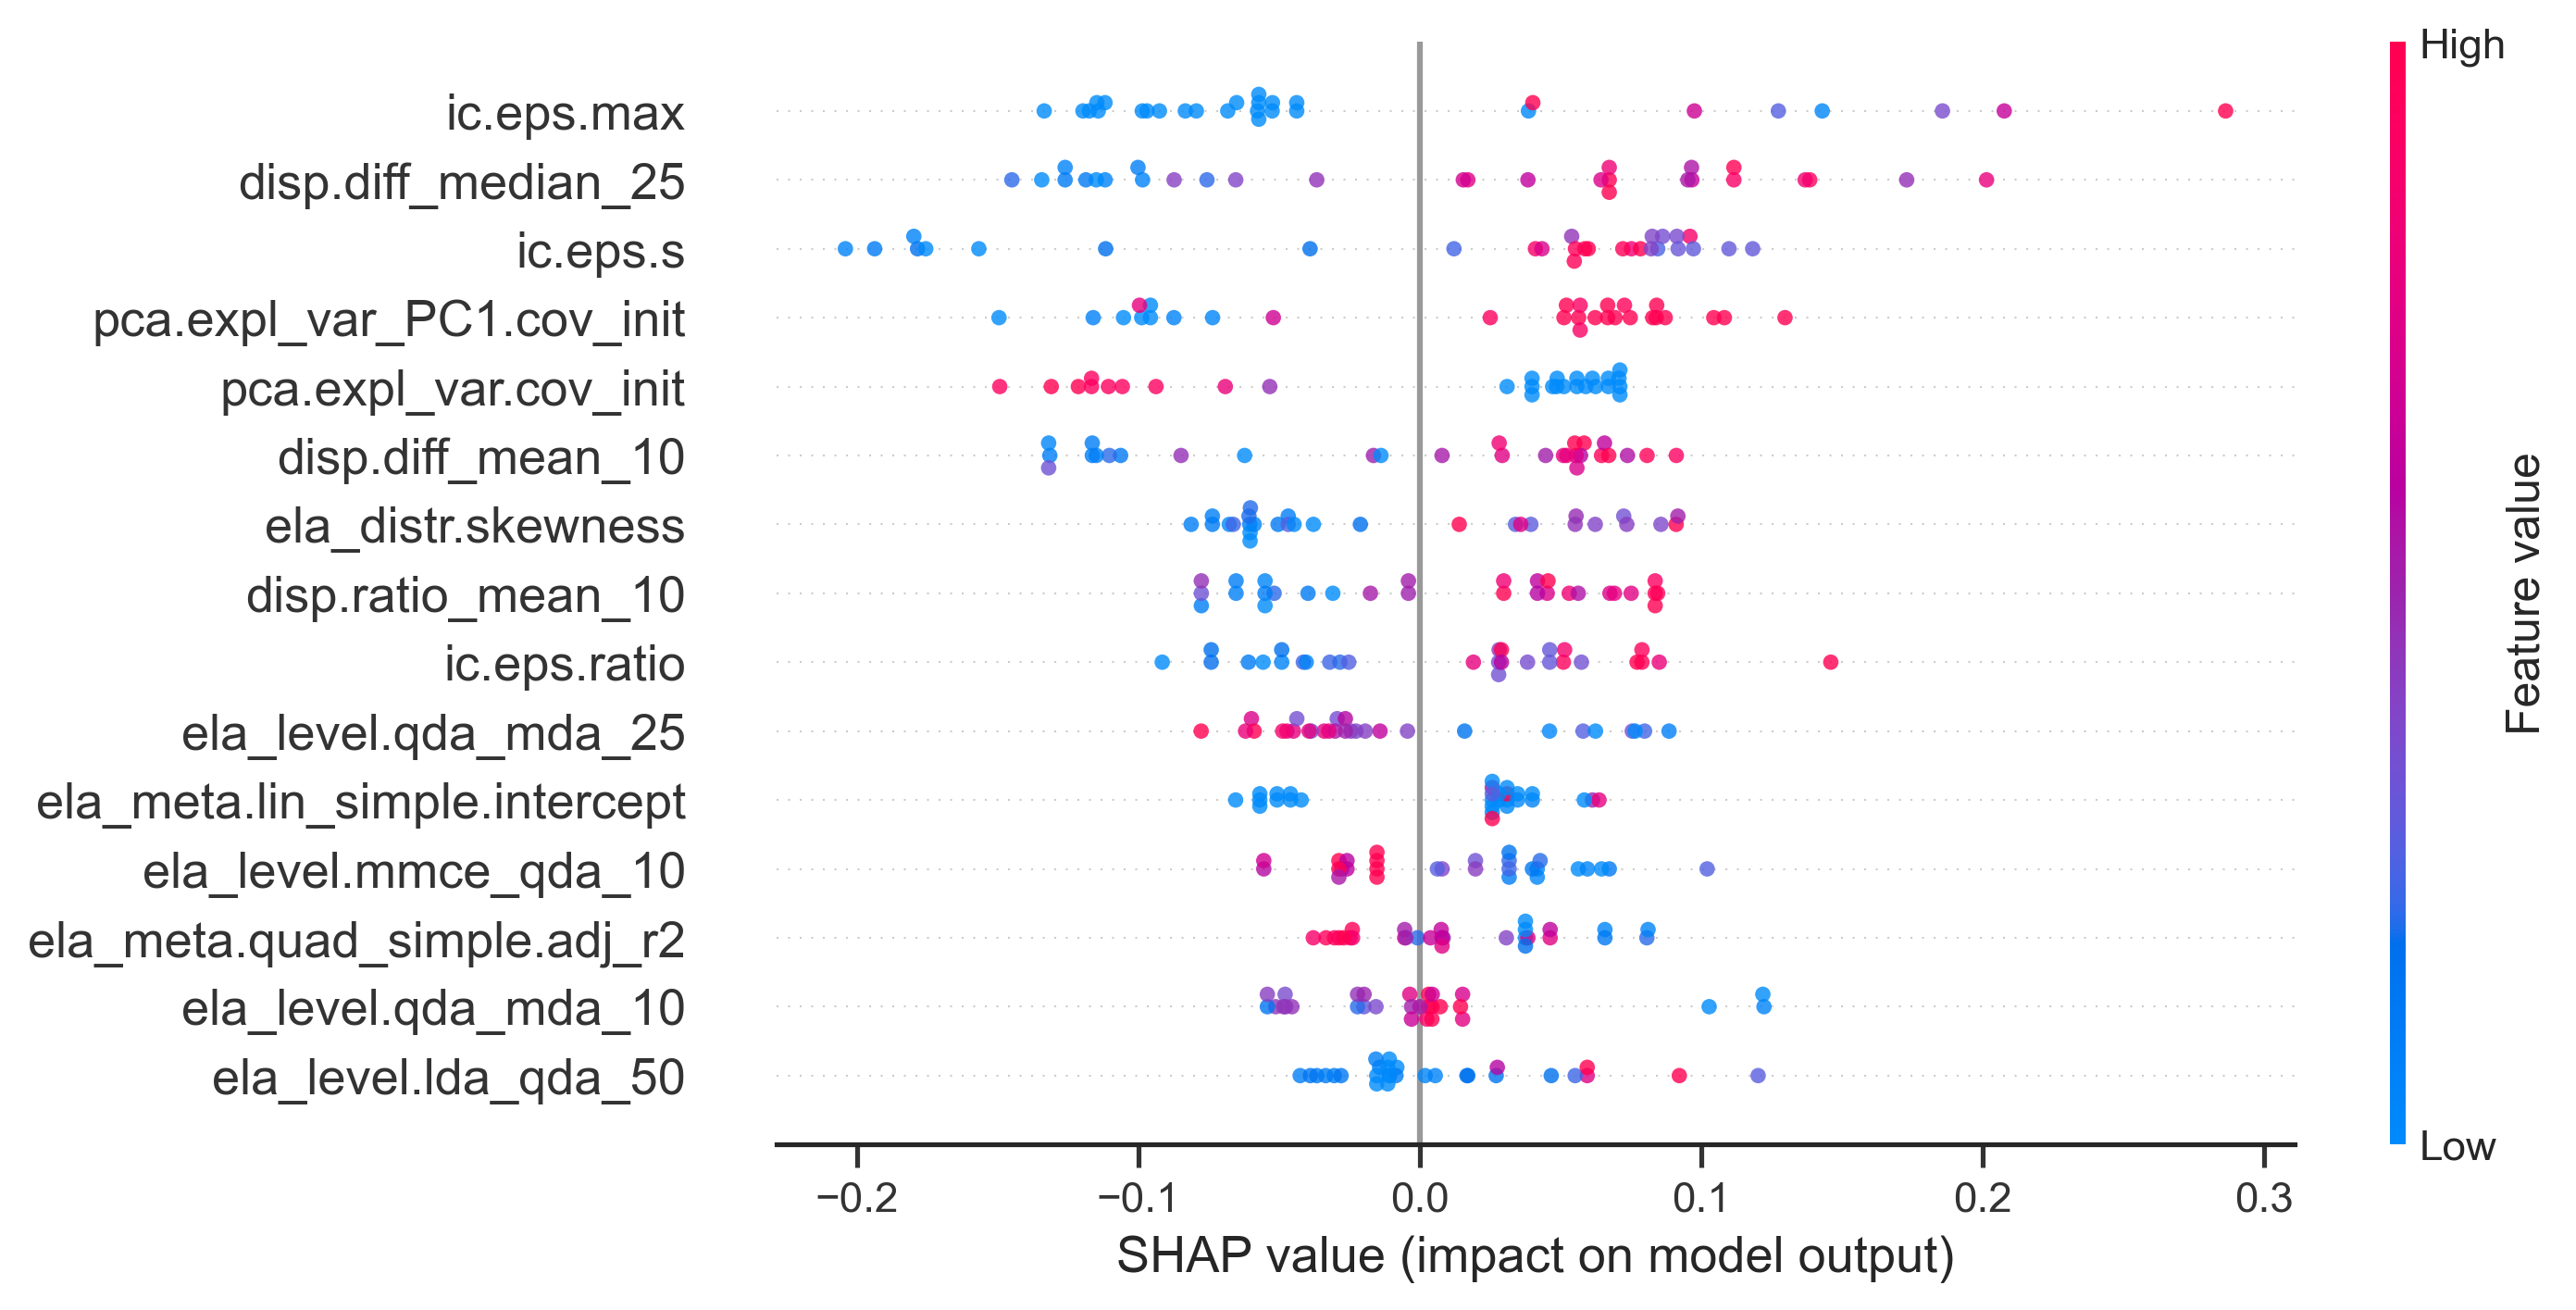 High
ic.eps.max
disp.diff_median_25
ic.eps.s
pca.expl_var_PC1.cov_init
pca.expl_var.cov_init
disp.diff_mean_10
ela_distr.skewness
disp.ratio_mean_10
ic.eps.ratio
ela_level.qda_mda_25
ela_meta.lin_simple.intercept
ela_level.mmce_qda_10
ela_meta.quad_simple.adj_r2
ela_level.qda_mda_10
ela_level.lda_qda_50
Feature value
Low
−0.2 −0.1 0.0 0.1 0.2 0.3
SHAP value (impact on model output)